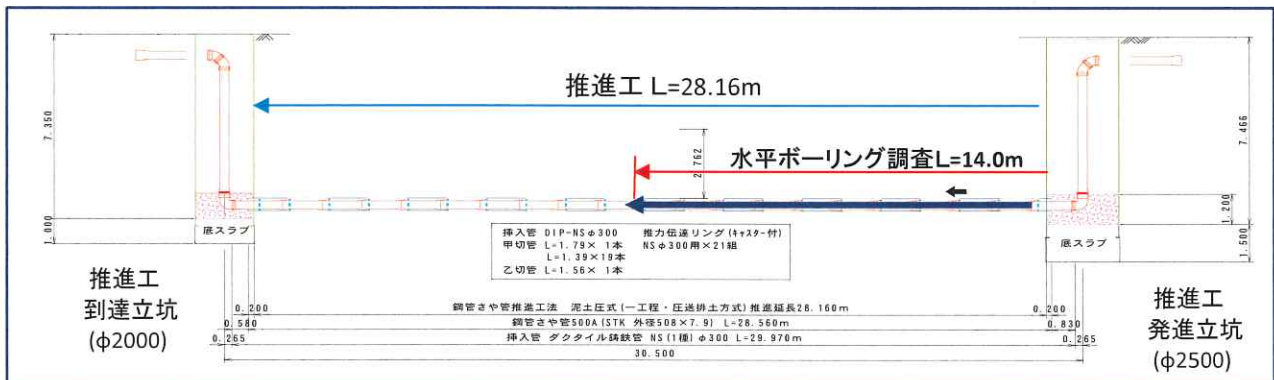 推進工 L=28.16m
7.350
7.466
2.762
水平ボーリング調査L=14.0m
1.200
1.00
1.500
底スラブ
底スラブ
挿入管 DIP-NSφ300 推力伝達リング(キャスター付)
甲切管 L=1.79× 1本 NSφ300用×21組
L=1.39×19本
乙切管 L=1.56× 1本
推進工
到達立坑
(φ2000)
推進工
発進立坑
(φ2500)
0.200 鋼管さや管推進工法 泥土圧式(一工程・圧送排土方式)推進延長28.160m 0.200
0.580 鋼管さや管500A(STK 外径508×7.9) L=28.560m 0.830
0.265 挿入管 ダクタイル鋳鉄管 NS(1種)φ300 L=29.970m 0.265
30.500